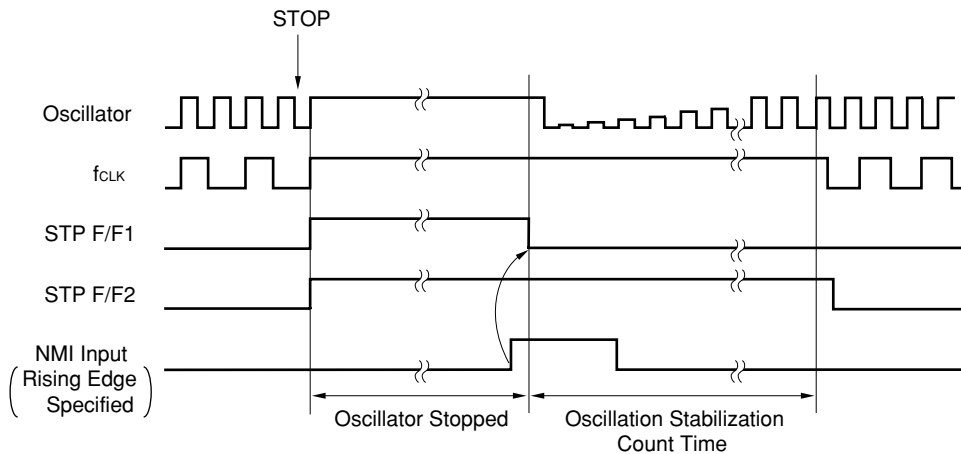 STOP
Oscillator
fCLK
STP F/F1
STP F/F2
NMI Input
Rising Edge
Specified
Oscillator Stopped
Oscillation Stabilization
Count Time